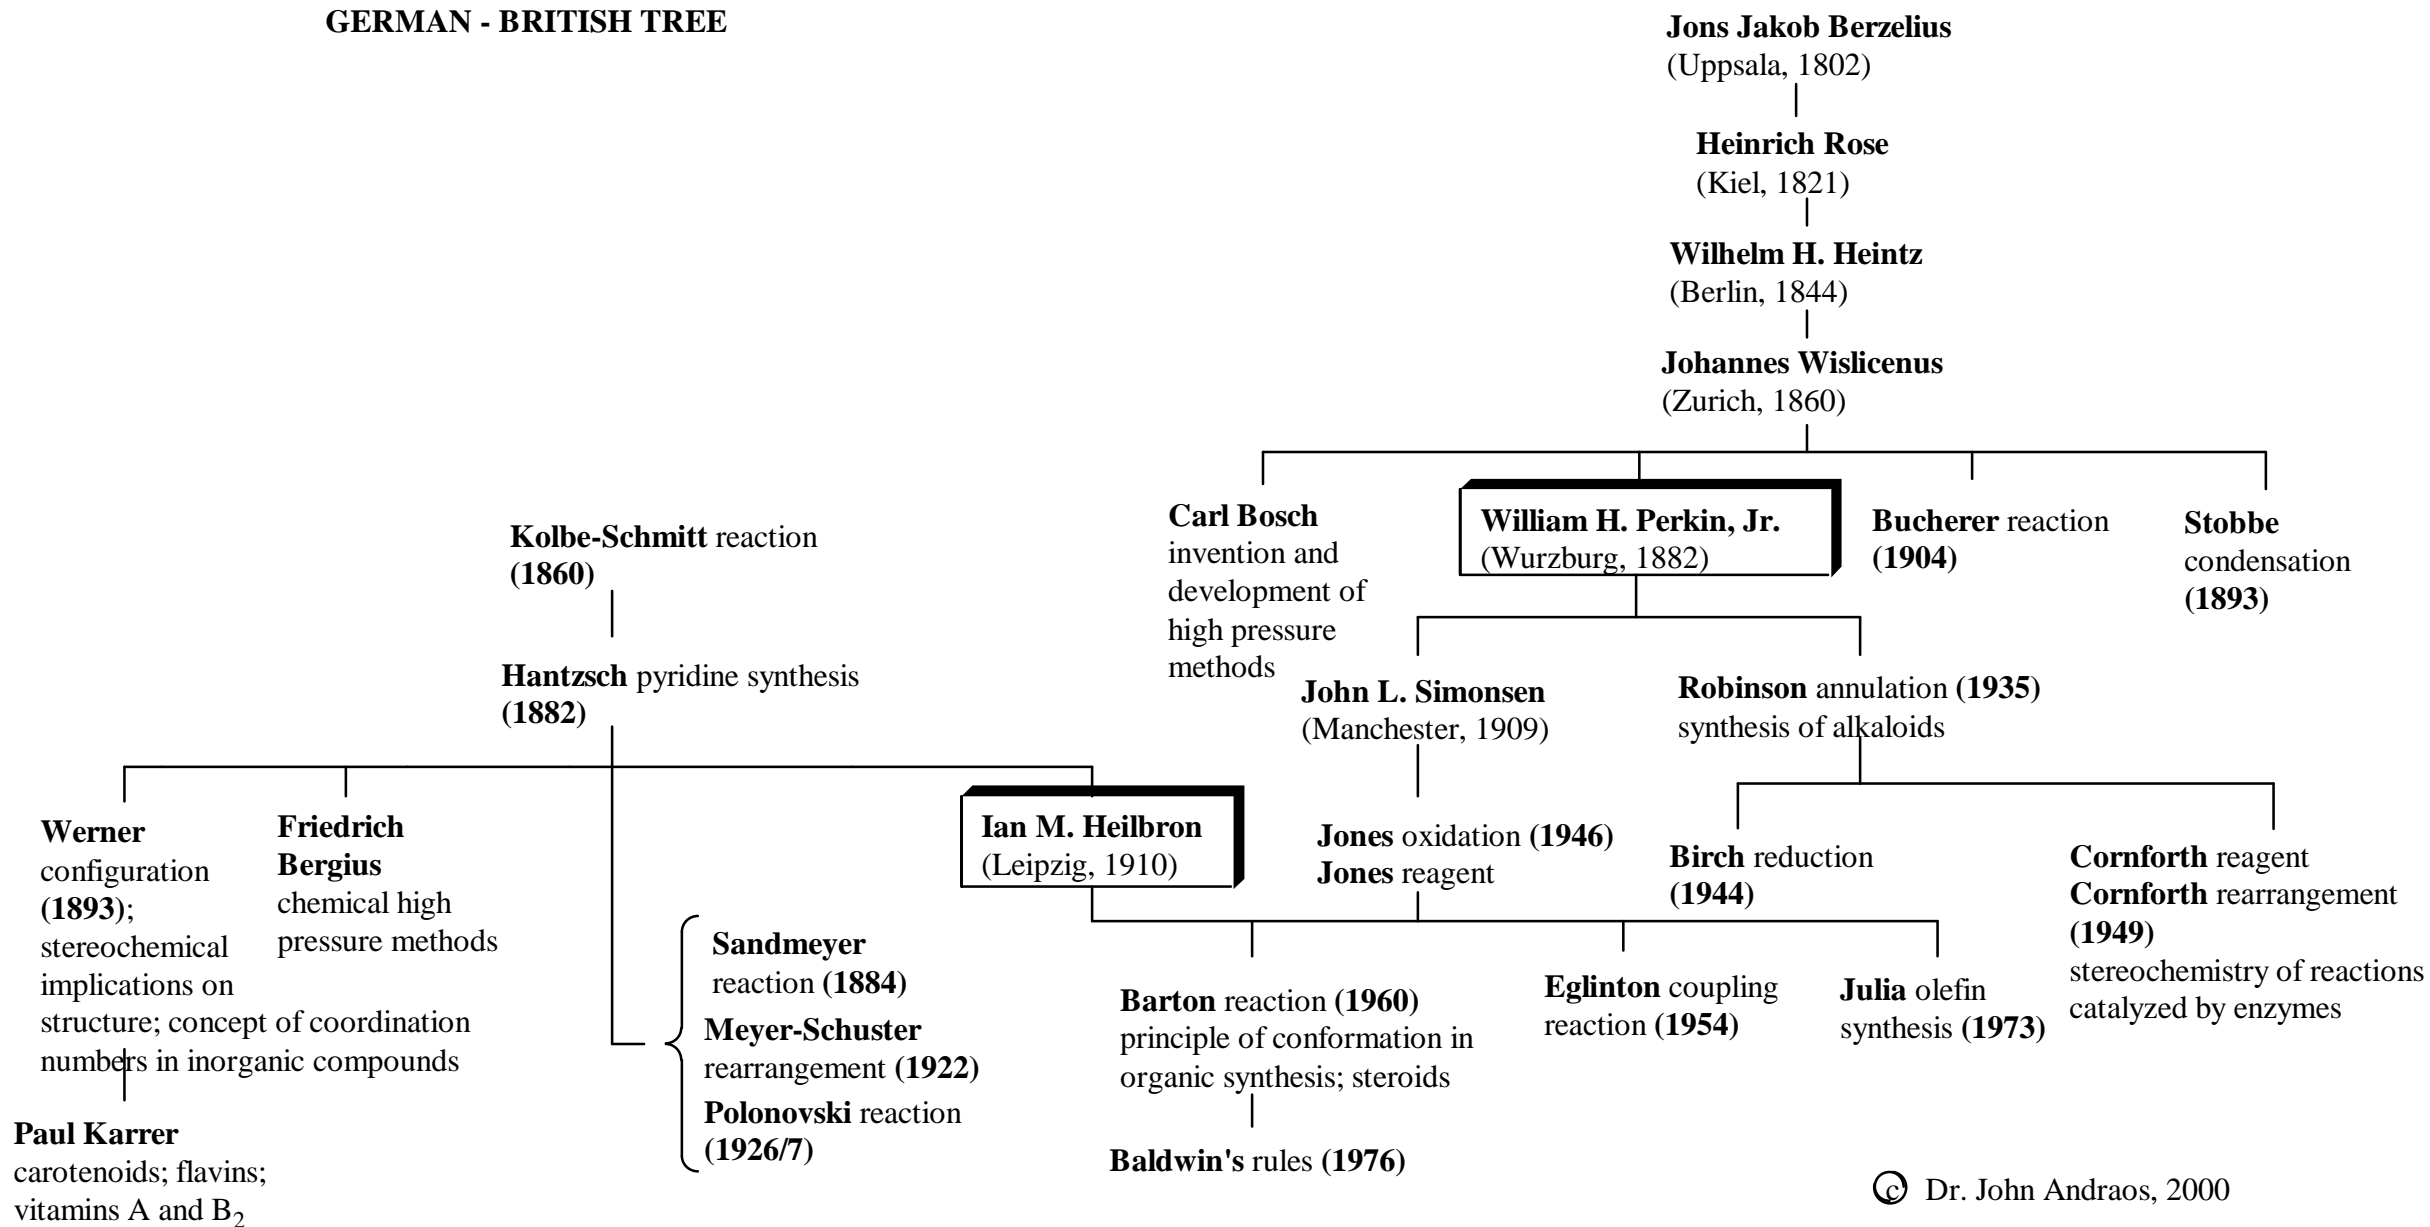 GERMAN - BRITISH TREE
Jons Jakob Berzelius
(Uppsala, 1802)
Heinrich Rose
(Kiel, 1821)
Wilhelm H. Heintz
(Berlin, 1844)
Johannes Wislicenus
(Zurich, 1860)
Carl Bosch
invention and
development of
high pressure
methods
William H. Perkin, Jr.
(Wurzburg, 1882)
Bucherer reaction
(1904)
Stobbe
condensation
(1893)
Kolbe-Schmitt reaction
(1860)
Hantzsch pyridine synthesis
(1882)
John L. Simonsen
(Manchester, 1909)
Robinson annulation (1935)
synthesis of alkaloids
Werner
configuration
(1893);
stereochemical
implications on
structure; concept of coordination
numbers in inorganic compounds
Friedrich
Bergius
chemical high
pressure methods
Ian M. Heilbron
(Leipzig, 1910)
Jones oxidation (1946)
Jones reagent
Birch reduction
(1944)
Cornforth reagent
Cornforth rearrangement
(1949)
stereochemistry of reactions
catalyzed by enzymes
Sandmeyer
reaction (1884)
Meyer-Schuster
rearrangement (1922)
Polonovski reaction
(1926/7)
Barton reaction (1960)
principle of conformation in
organic synthesis; steroids
Eglinton coupling
reaction (1954)
Julia olefin
synthesis (1973)
Paul Karrer
carotenoids; flavins;
vitamins A and B2
Baldwin's rules (1976)
© Dr. John Andraos, 2000